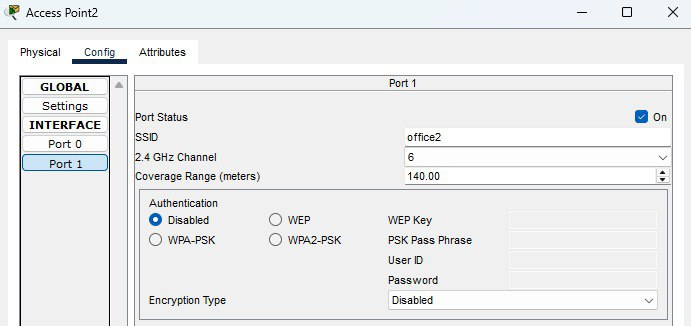 Access Point2
Physical Config Attributes
GLOBAL
Settings
INTERFACE
Port 0
Port 1
Port 1
Port Status On
SSID office2
2.4 GHz Channel 6
Coverage Range (meters) 140.00
Authentication
Disabled WEP WEP Key
WPA-PSK WPA2-PSK PSK Pass Phrase
User ID
Password
Encryption Type Disabled